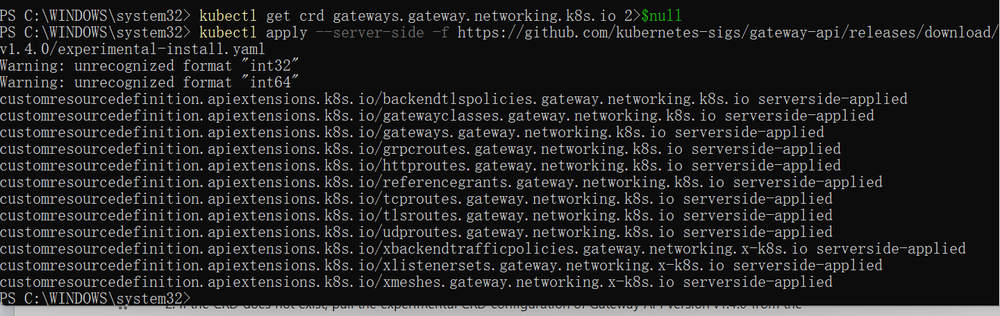 PS C:\WINDOWS\system32> kubectl get crd gateways.gateway.networking.k8s.io 2>$null
PS C:\WINDOWS\system32> kubectl apply --server-side -f https://github.com/kubernetes-sigs/gateway-api/releases/download/
v1.4.0/experimental-install.yaml
Warning: unrecognized format "int32"
Warning: unrecognized format "int64"
customresourcedefinition.apiextensions.k8s.io/backendtlspolicies.gateway.networking.k8s.io serverside-applied
customresourcedefinition.apiextensions.k8s.io/gatewayclasses.gateway.networking.k8s.io serverside-applied
customresourcedefinition.apiextensions.k8s.io/gateways.gateway.networking.k8s.io serverside-applied
customresourcedefinition.apiextensions.k8s.io/grpcroutes.gateway.networking.k8s.io serverside-applied
customresourcedefinition.apiextensions.k8s.io/httproutes.gateway.networking.k8s.io serverside-applied
customresourcedefinition.apiextensions.k8s.io/referencegrants.gateway.networking.k8s.io serverside-applied
customresourcedefinition.apiextensions.k8s.io/tcproutes.gateway.networking.k8s.io serverside-applied
customresourcedefinition.apiextensions.k8s.io/tlsroutes.gateway.networking.k8s.io serverside-applied
customresourcedefinition.apiextensions.k8s.io/udproutes.gateway.networking.k8s.io serverside-applied
customresourcedefinition.apiextensions.k8s.io/xbackendtrafficpolicies.gateway.networking.x-k8s.io serverside-applied
customresourcedefinition.apiextensions.k8s.io/xlistenersets.gateway.networking.x-k8s.io serverside-applied
customresourcedefinition.apiextensions.k8s.io/xmeshes.gateway.networking.x-k8s.io serverside-applied
PS C:\WINDOWS\system32>
2. If the CRD does not exist, pull the experimental CRD configuration of Gateway API version v1.4.0 from the